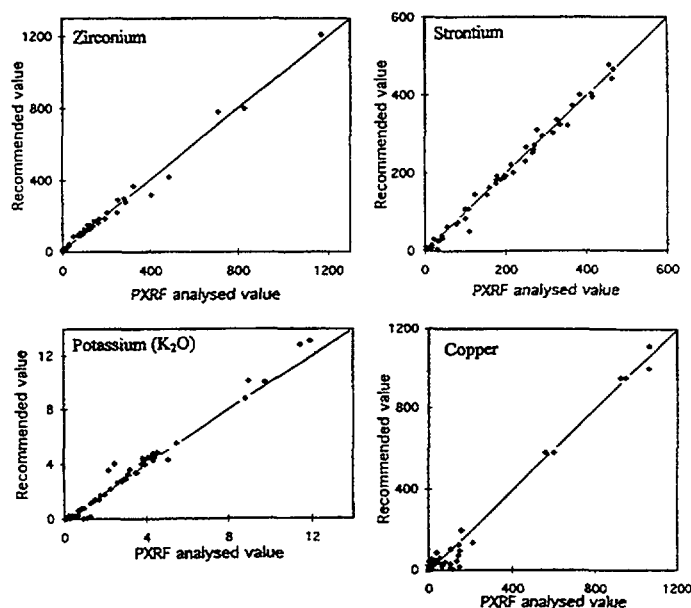 Zirconium
Recommended value
1200
800
400
0
0 400 800 1200
PXRF analysed value
Strontium
Recommended value
600
400
200
0
0 200 400 600
PXRF analysed value
Potassium (K₂O)
Recommended value
12
8
4
0
0 4 8 12
PXRF analysed value
Copper
Recommended value
1200
800
400
0
0 400 800 1200
PXRF analysed value